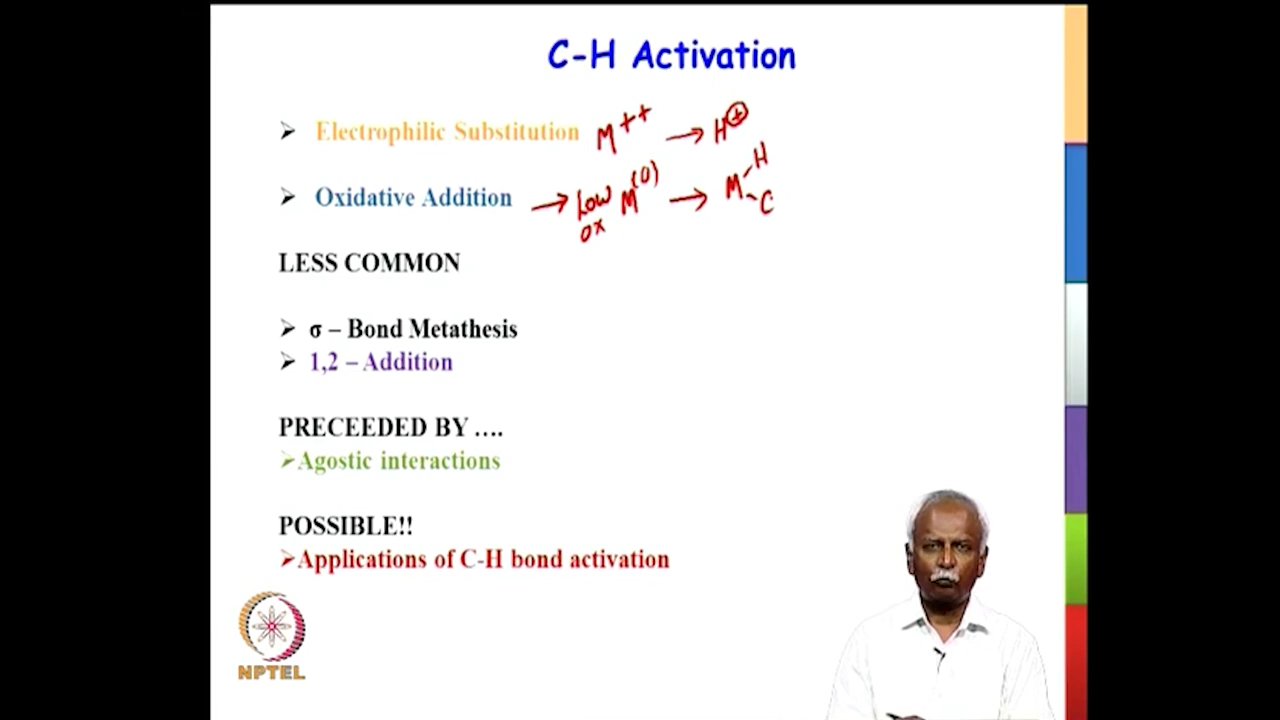 C-H Activation
➢ Electrophilic Substitution M++ → H⊕
➢ Oxidative Addition → Low ox M(0) → M H C
LESS COMMON
➢ σ – Bond Metathesis
➢ 1,2 – Addition
PRECEEDED BY ….
➢Agostic interactions
POSSIBLE!!
➢Applications of C-H bond activation
NPTEL